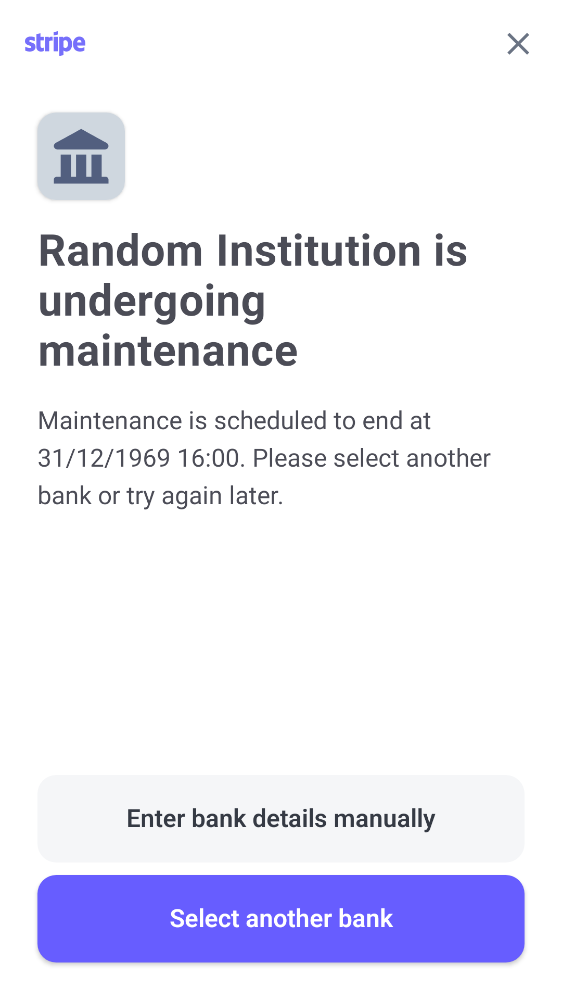 stripe
Random Institution is
undergoing
maintenance
Maintenance is scheduled to end at
31/12/1969 16:00. Please select another
bank or try again later.
Enter bank details manually
Select another bank